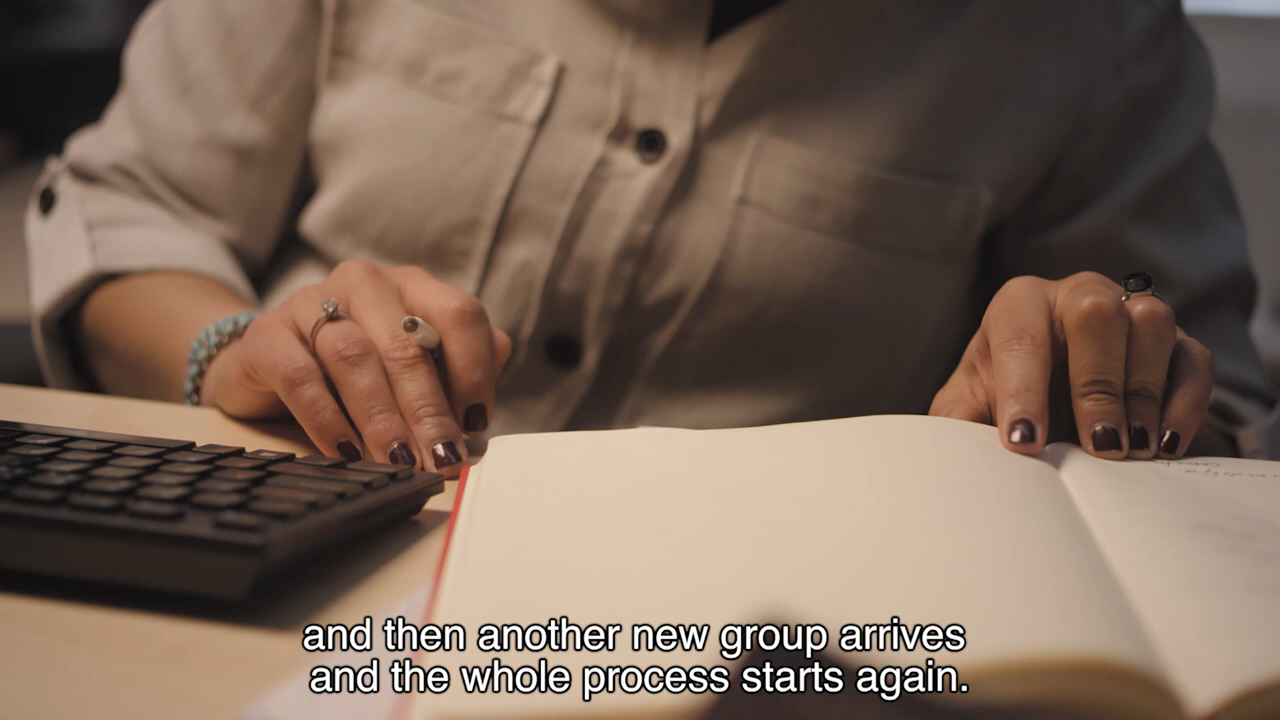 and then another new group arrives
and the whole process starts again.